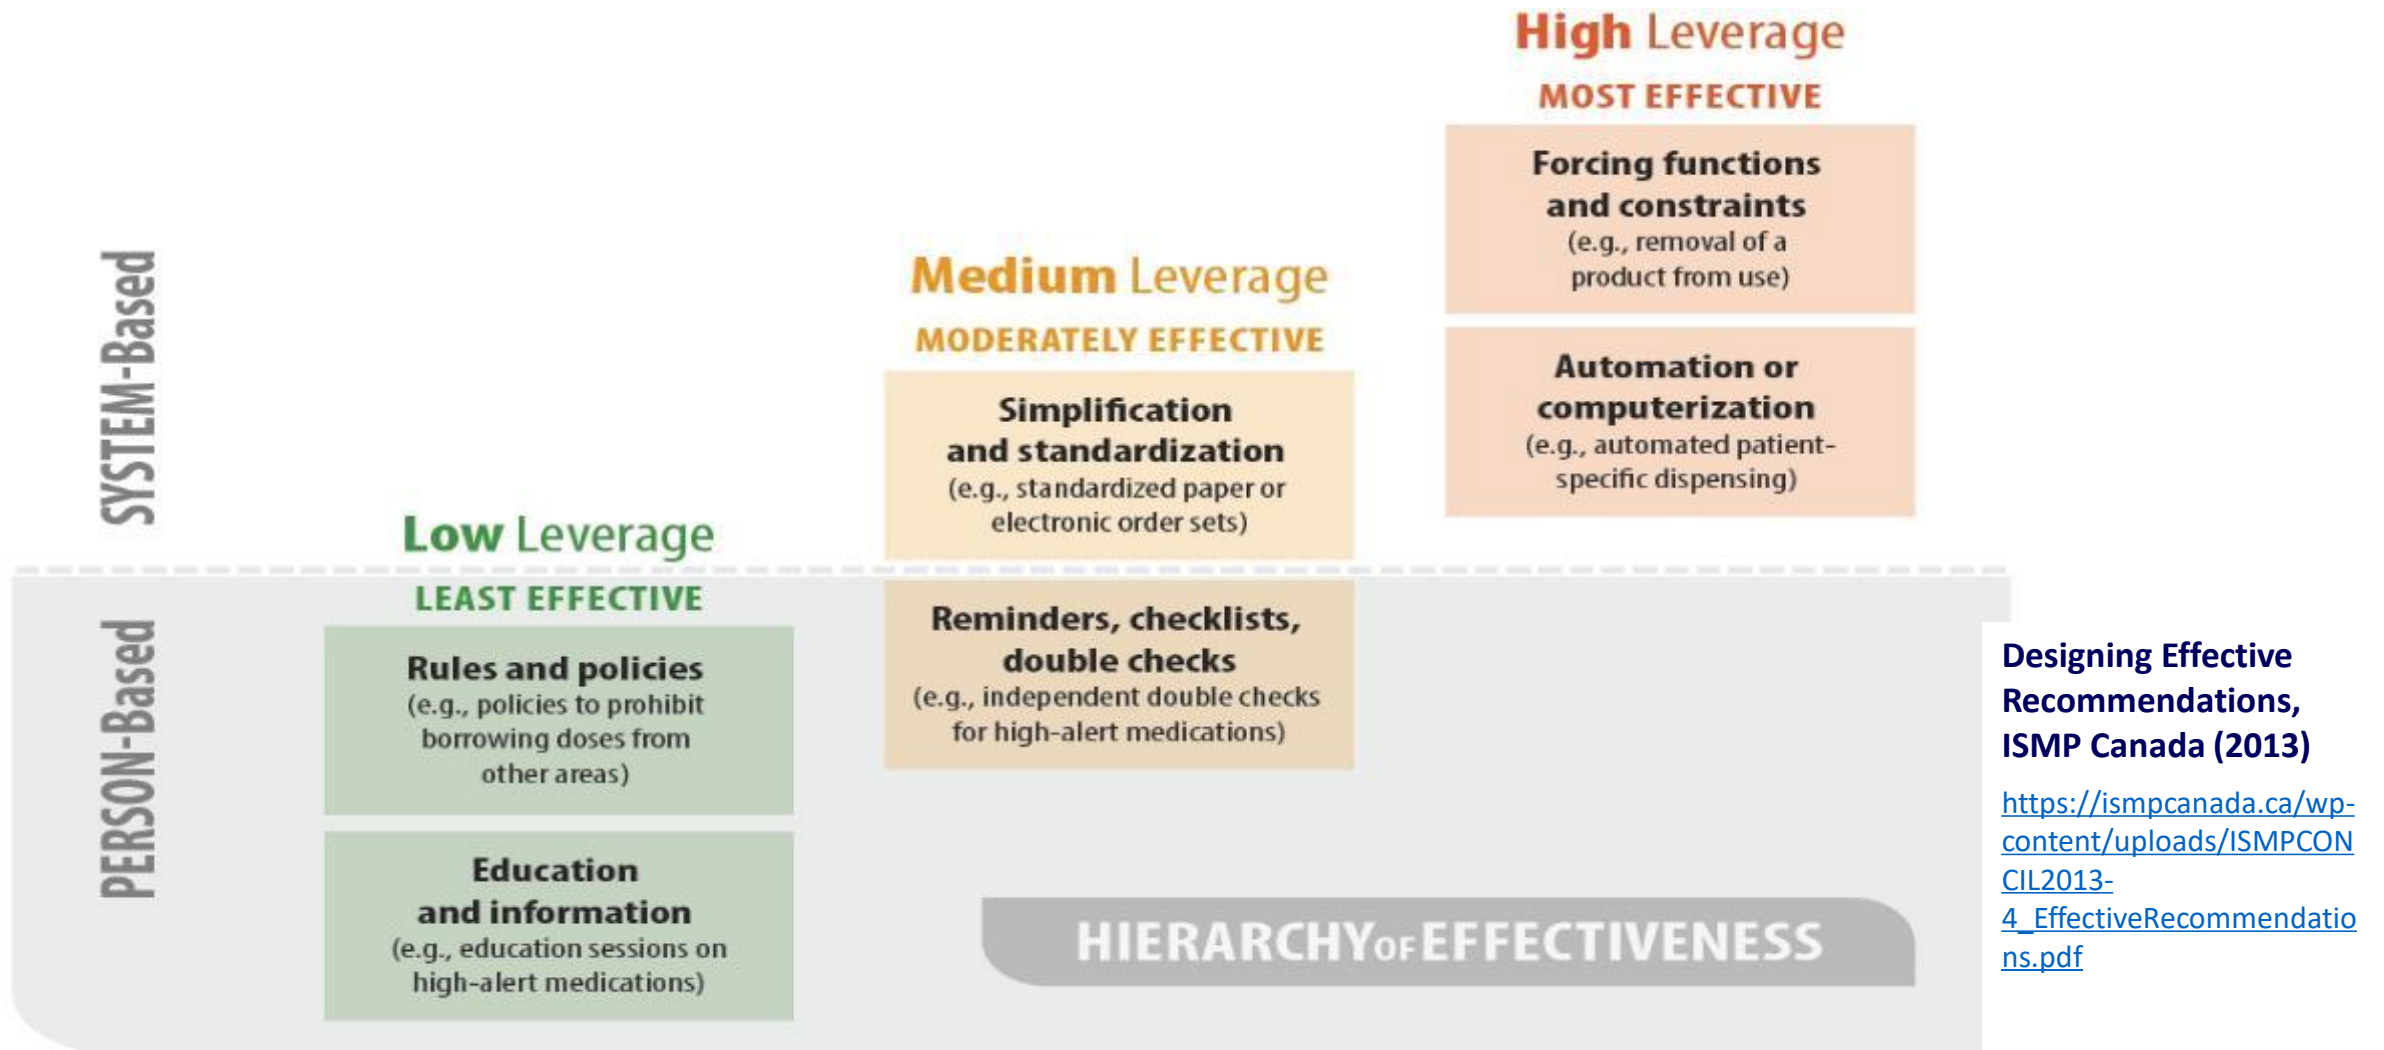 High Leverage
MOST EFFECTIVE
Forcing functions
and constraints
(e.g., removal of a
product from use)
Automation or
computerization
(e.g., automated patient-
specific dispensing)
Medium Leverage
MODERATELY EFFECTIVE
Simplification
and standardization
(e.g., standardized paper or
electronic order sets)
Reminders, checklists,
double checks
(e.g., independent double checks
for high-alert medications)
Low Leverage
LEAST EFFECTIVE
Rules and policies
(e.g., policies to prohibit
borrowing doses from
other areas)
Education
and information
(e.g., education sessions on
high-alert medications)
SYSTEM-Based
PERSON-Based
HIERARCHY OF EFFECTIVENESS
Designing Effective
Recommendations,
ISMP Canada (2013)
https://ismpcanada.ca/wp-
content/uploads/ISMPCON
CIL2013-
4_EffectiveRecommendatio
ns.pdf